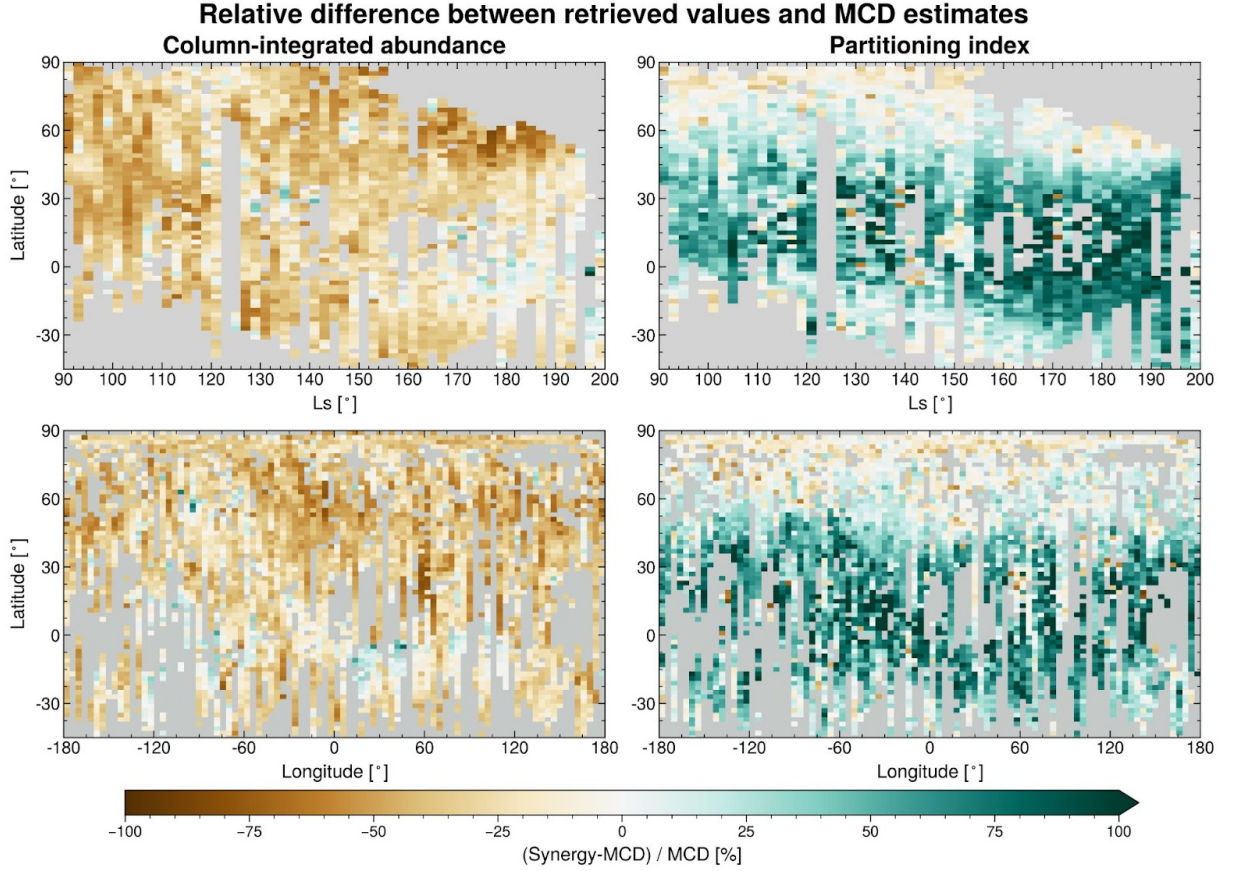 Relative difference between retrieved values and MCD estimates
Column-integrated abundance
Partitioning index
90
60
30
0
-30
Latitude [°]
90 100 110 120 130 140 150 160 170 180 190 200
Ls [°]
90
60
30
0
-30
90 100 110 120 130 140 150 160 170 180 190 200
Ls [°]
90
60
30
0
-30
Latitude [°]
-180 -120 -60 0 60 120 180
Longitude [°]
90
60
30
0
-30
-180 -120 -60 0 60 120 180
Longitude [°]
−100 −75 −50 −25 0 25 50 75 100
(Synergy-MCD) / MCD [%]